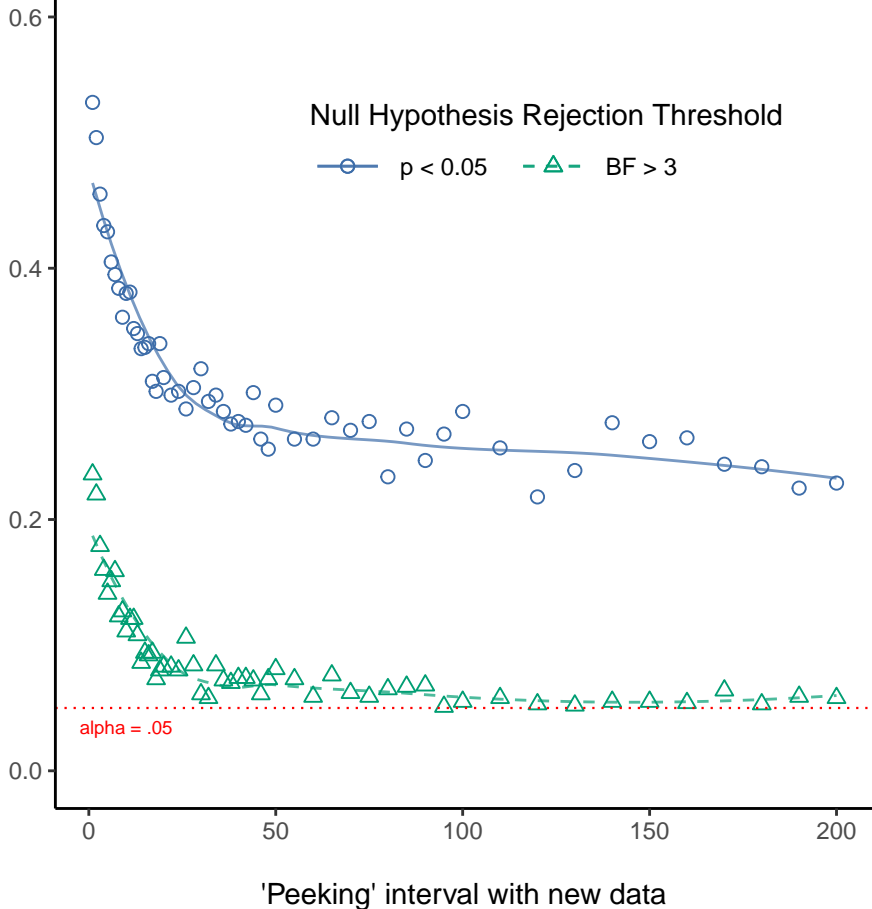 0.6
Null Hypothesis Rejection Threshold
p < 0.05 BF > 3
0.4
0.2
alpha = .05
0.0
0 50 100 150 200
'Peeking' interval with new data